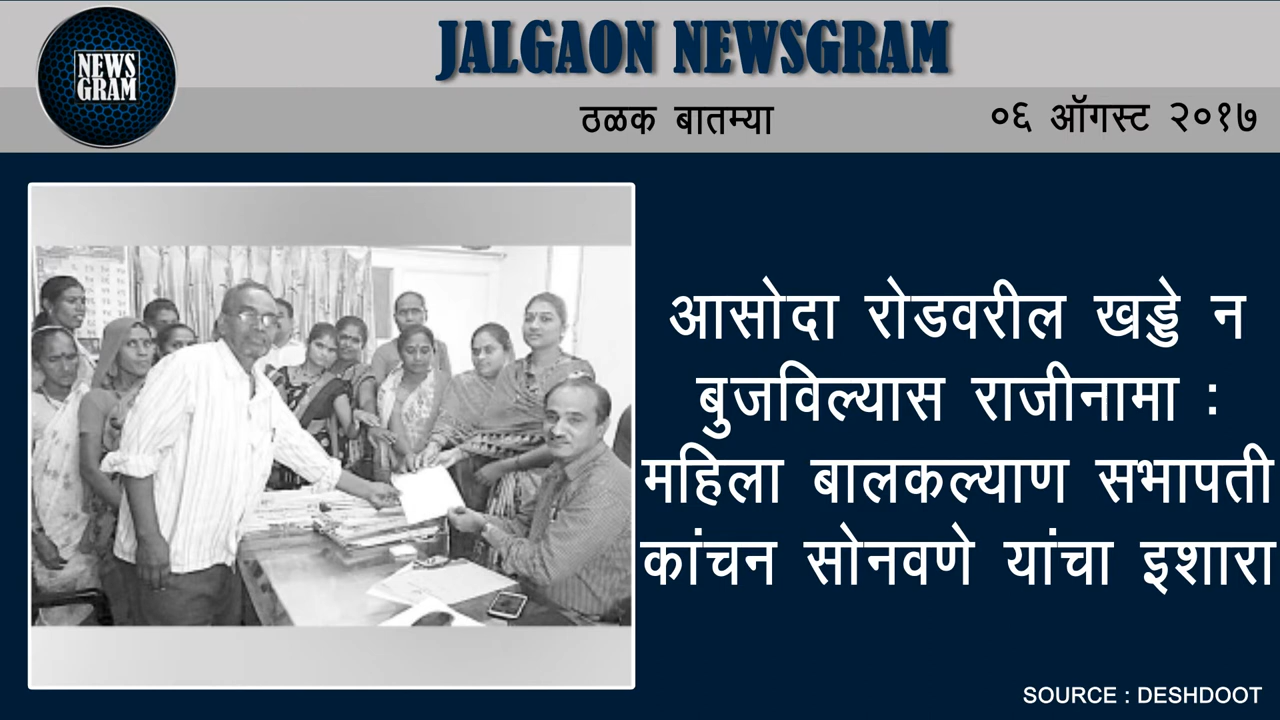 NEWS
GRAM
JALGAON NEWSGRAM
ठळक बातम्या
०६ ऑगस्ट २०१७
आसोदा रोडवरील खड्डे न
बुजविल्यास राजीनामा :
महिला बालकल्याण सभापती
कांचन सोनवणे यांचा इशारा
SOURCE : DESHDOOT